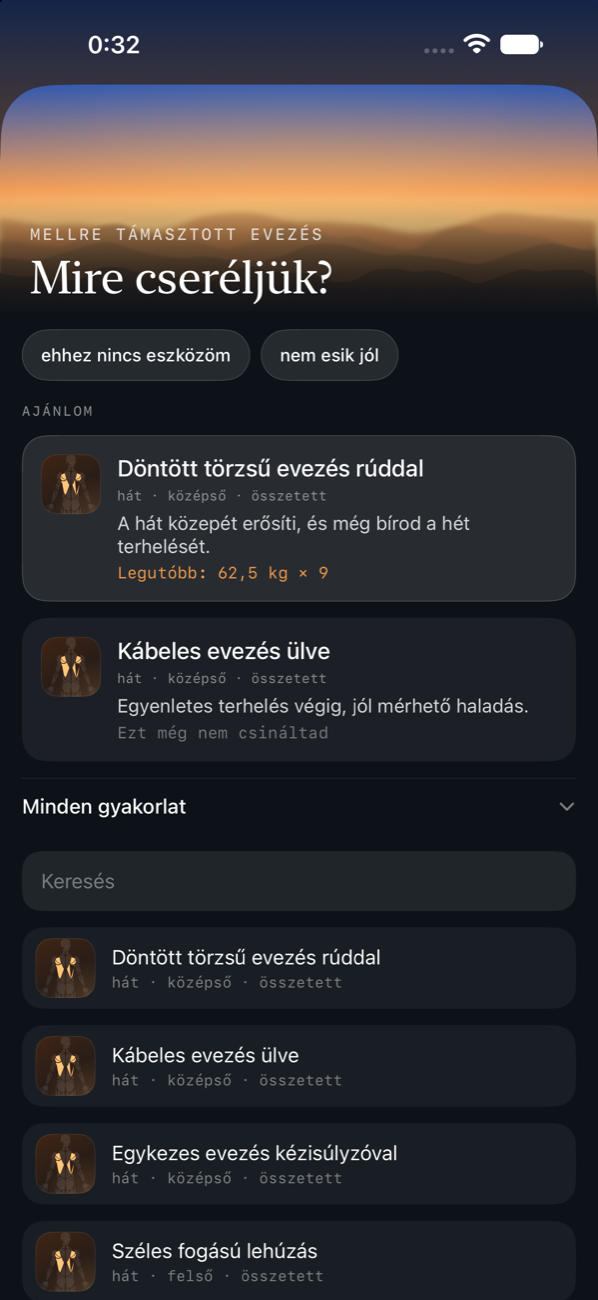 0:32
MELLRE TÁMASZTOTT EVEZÉS
Mire cseréljük?
ehhez nincs eszközöm
nem esik jól
AJÁNLOM
Döntött törzsű evezés rúddal
hát · középső · összetett
A hát közepét erősíti, és még bírod a hét
terhelését.
Legutóbb: 62,5 kg × 9
Kábeles evezés ülve
hát · középső · összetett
Egyenletes terhelés végig, jól mérhető haladás.
Ezt még nem csináltad
Minden gyakorlat
Keresés
Döntött törzsű evezés rúddal
hát · középső · összetett
Kábeles evezés ülve
hát · középső · összetett
Egykezes evezés kézisúlyzóval
hát · középső · összetett
Széles fogású lehúzás
hát · felső · összetett